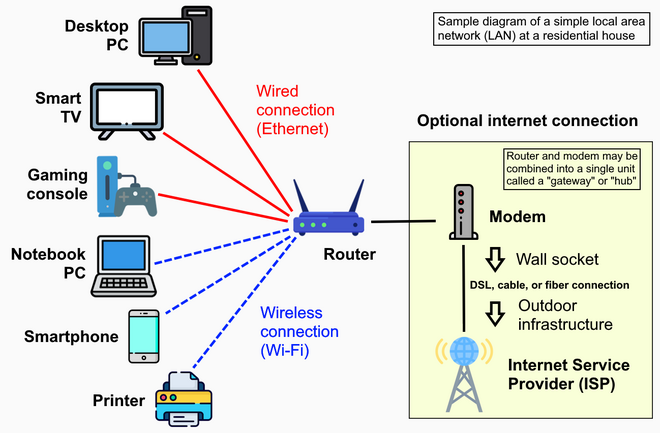 Desktop
PC
Sample diagram of a simple local area
network (LAN) at a residential house
Smart
TV
Wired
connection
(Ethernet)
Gaming
console
Optional internet connection
Router and modem may be
combined into a single unit
called a "gateway" or "hub"
Modem
Router
Notebook
PC
Wall socket
DSL, cable, or fiber connection
Outdoor
infrastructure
Smartphone
Wireless
connection
(Wi-Fi)
Internet Service
Provider (ISP)
Printer